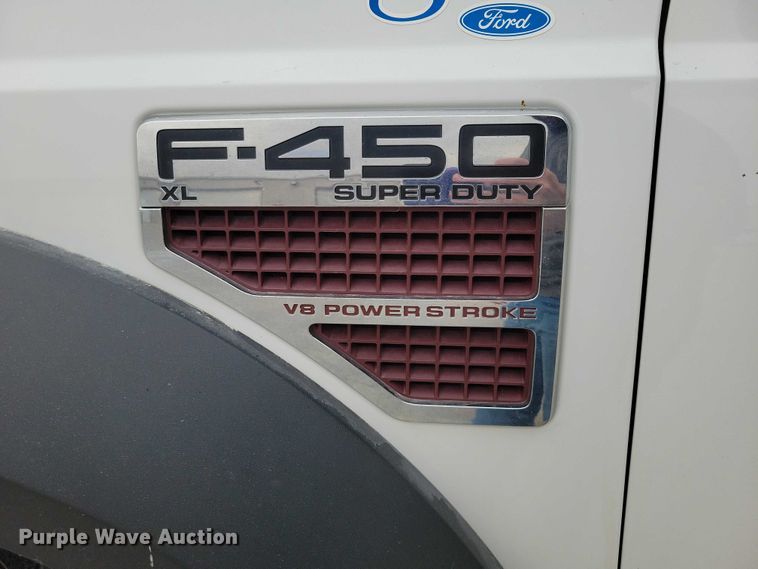 Ford
F-450
XL SUPER DUTY
V8 POWER STROKE
Purple Wave Auction